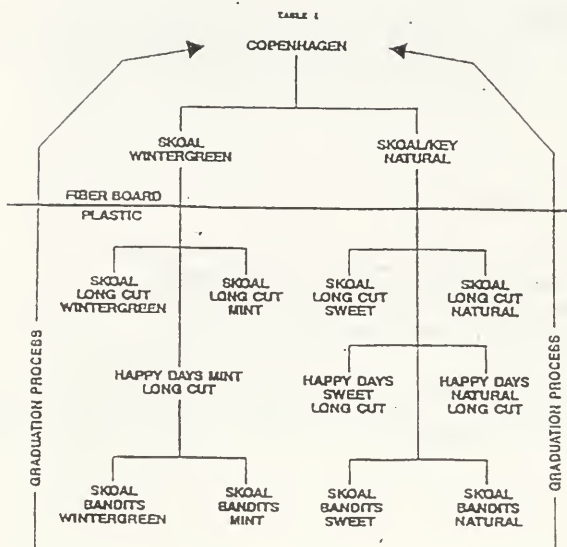 TABLE I
COPENHAGEN
SKOAL
WINTERGREEN
SKOAL/KEY
NATURAL
FIBER BOARD
PLASTIC
SKOAL
LONG CUT
WINTERGREEN
SKOAL
LONG CUT
MINT
SKOAL
LONG CUT
SWEET
SKOAL
LONG CUT
NATURAL
HAPPY DAYS MINT
LONG CUT
HAPPY DAYS
SWEET
LONG CUT
HAPPY DAYS
NATURAL
LONG CUT
SKOAL
BANDITS
WINTERGREEN
SKOAL
BANDITS
MINT
SKOAL
BANDITS
SWEET
SKOAL
BANDITS
NATURAL
GRADUATION PROCESS
GRADUATION PROCESS